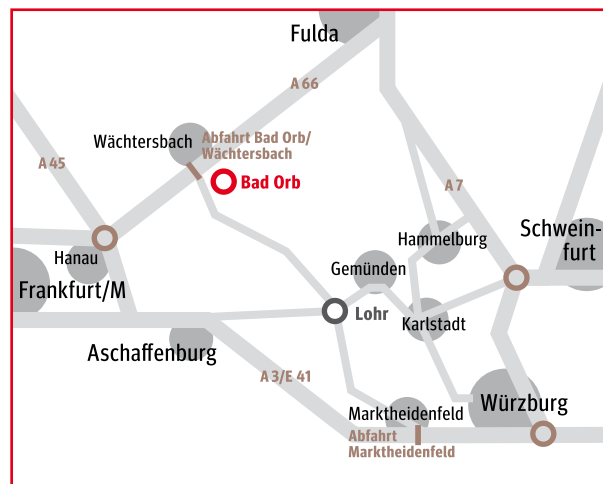 Fulda
A 66
Wächtersbach
Abfahrt Bad Orb/
Wächtersbach
A 45
Bad Orb
A 7
Hammelburg
Schwein-
furt
Hanau
Gemünden
Frankfurt/M
Lohr
Karlstadt
Aschaffenburg
A 3/E 41
Marktheidenfeld
Würzburg
Abfahrt
Marktheidenfeld